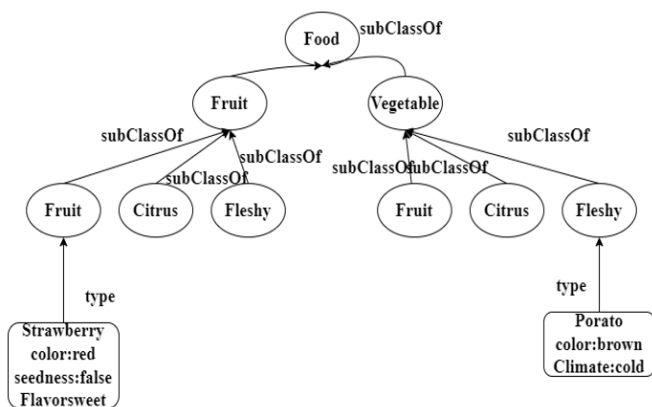 subClassOf
Food
Fruit
Vegetable
subClassOf
subClassOf
subClassOf
subClassOf
subClassOf
subClassOf
Fruit
Citrus
Fleshy
Fruit
Citrus
Fleshy
type
type
Strawberry
color:red
seedness:false
Flavorsweet
Porato
color:brown
Climate:cold